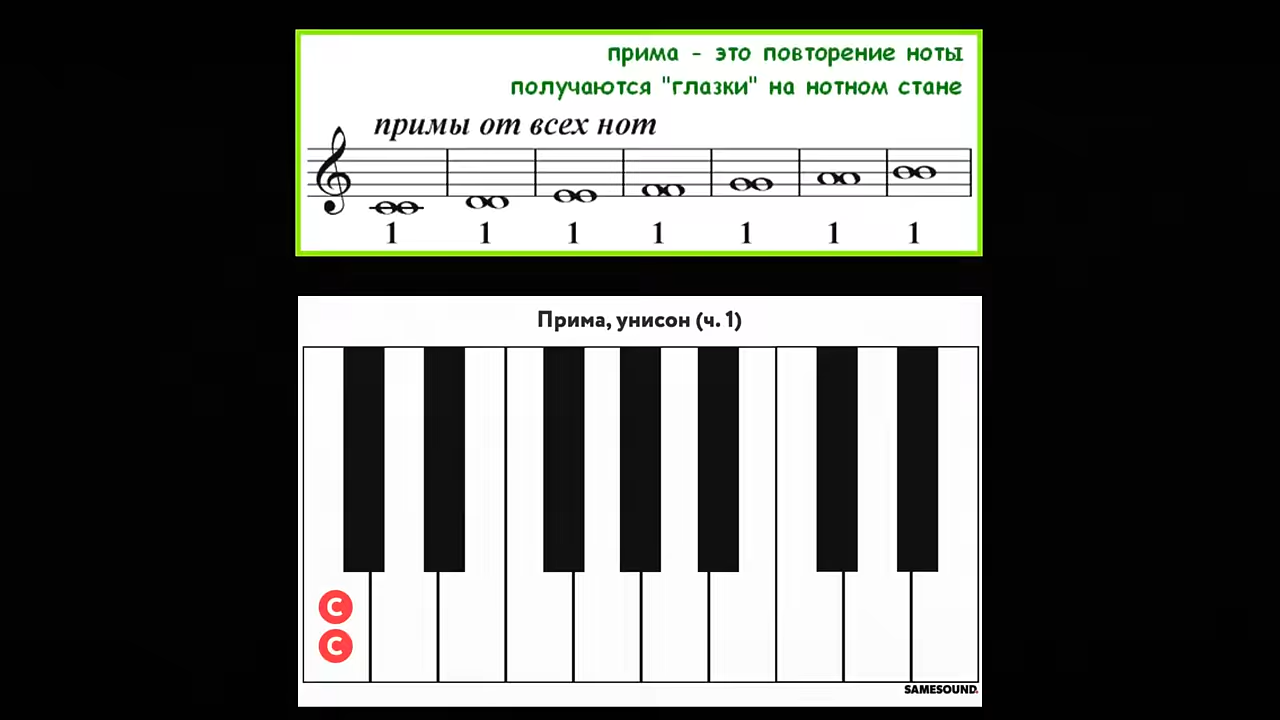 прима - это повторение ноты
получаются "глазки" на нотном стане
примы от всех нот
1 1 1 1 1 1 1
Прима, унисон (ч. 1)
C
C
SAMESOUND.